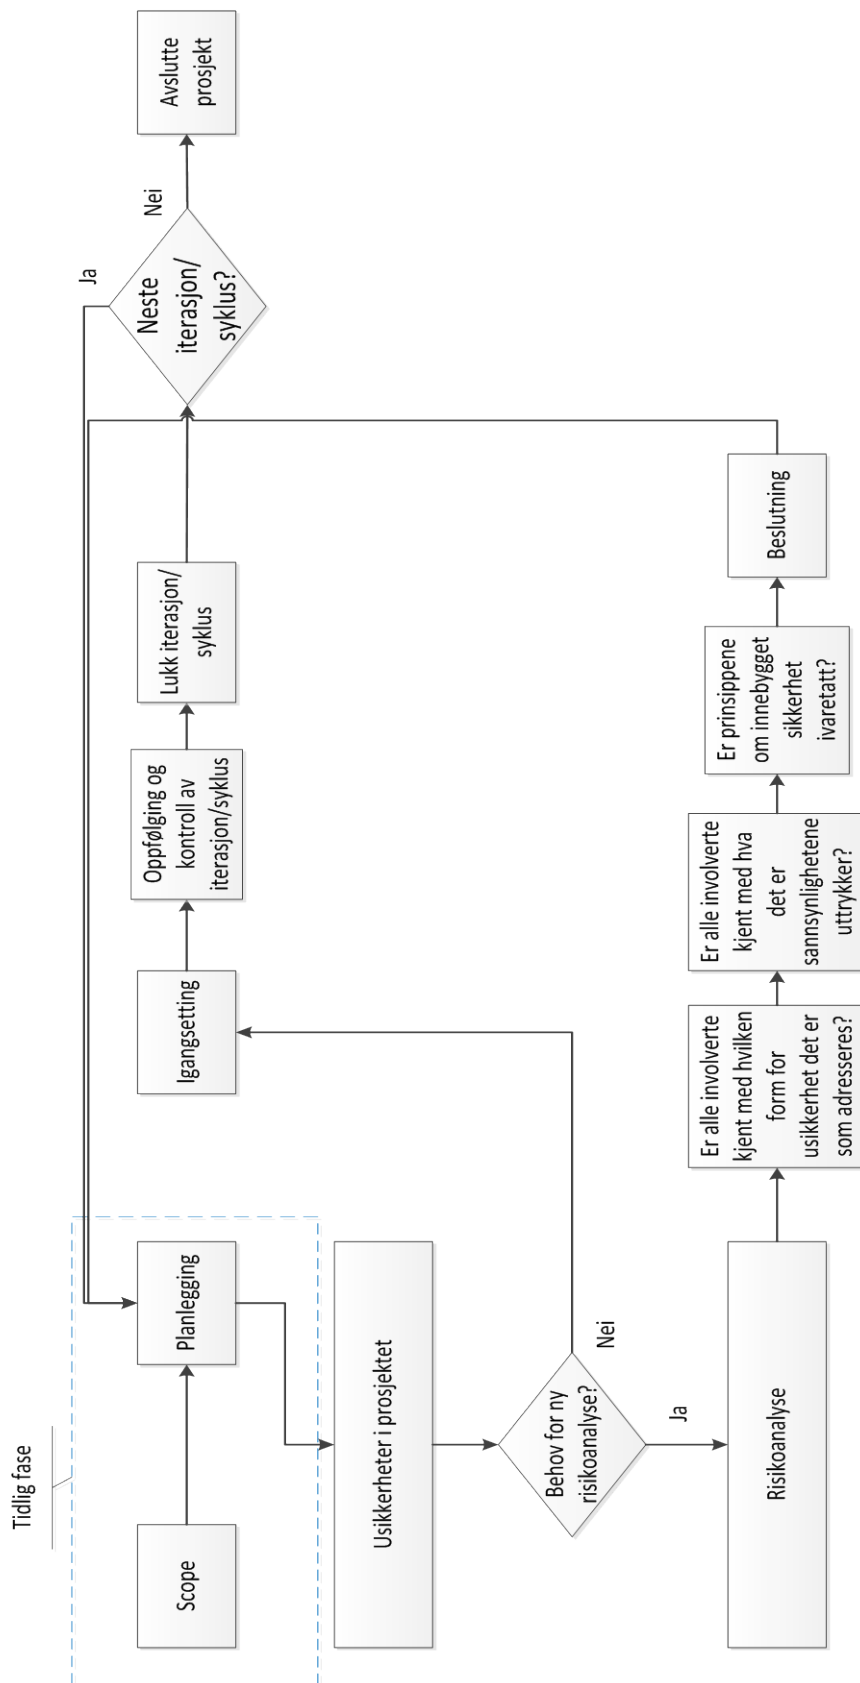 Tidlig fase
Scope
Planlegging
Usikkerheter i prosjektet
Behov for ny
risikoanalyse?
Nei
Ja
Igangsetting
Oppfølging og
kontroll av
iterasjon/syklus
Lukk iterasjon/
syklus
Neste
iterasjon/
syklus?
Ja
Nei
Avslutte
prosjekt
Risikoanalyse
Er alle involverte
kjent med hvilken
form for
usikkerhet det er
som adresseres?
Er alle involverte
kjent med hva
det er
sannsynlighetene
uttrykker?
Er prinsippene
om innebygget
sikkerhet
ivaretatt?
Beslutning